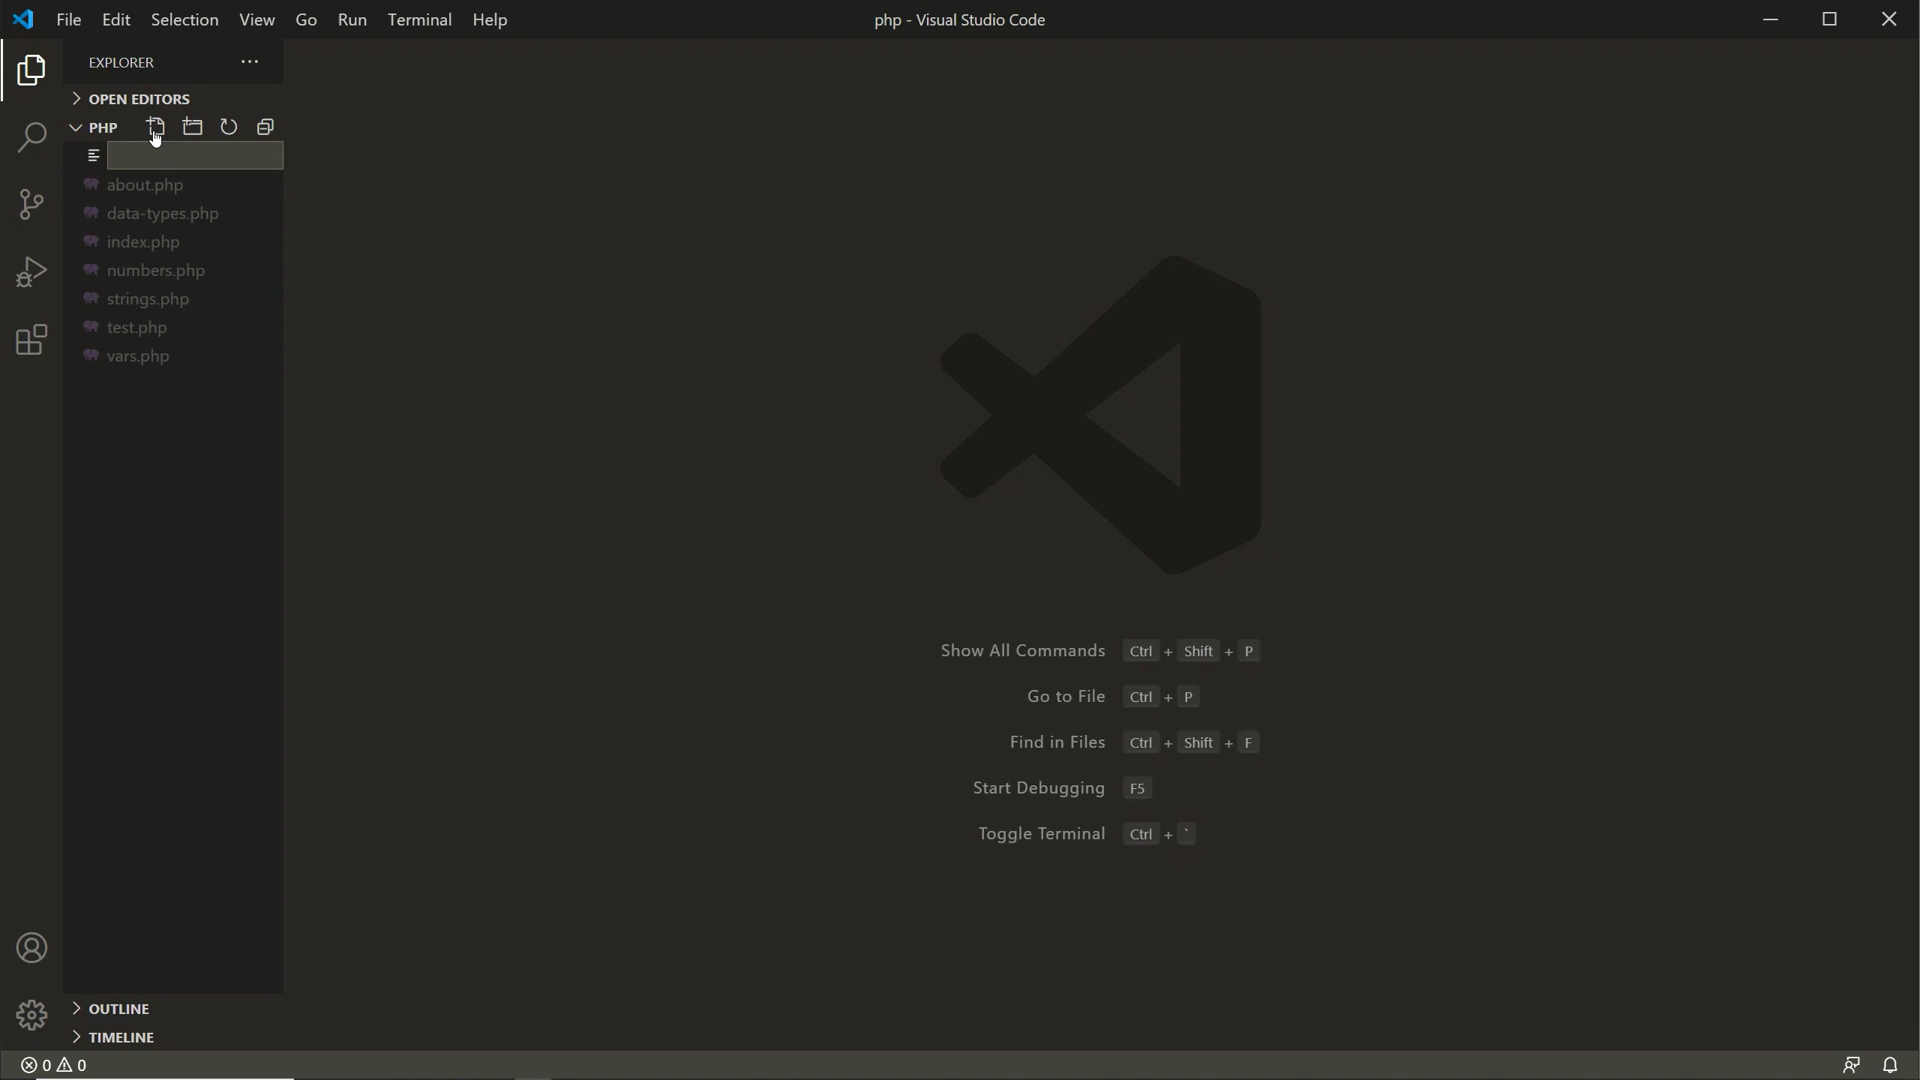 File Edit Selection View Go Run Terminal Help
php - Visual Studio Code
EXPLORER
OPEN EDITORS
PHP
about.php
data-types.php
index.php
numbers.php
strings.php
test.php
vars.php
Show All Commands Ctrl + Shift + P
Go to File Ctrl + P
Find in Files Ctrl + Shift + F
Start Debugging F5
Toggle Terminal Ctrl + `
OUTLINE
TIMELINE
0 0